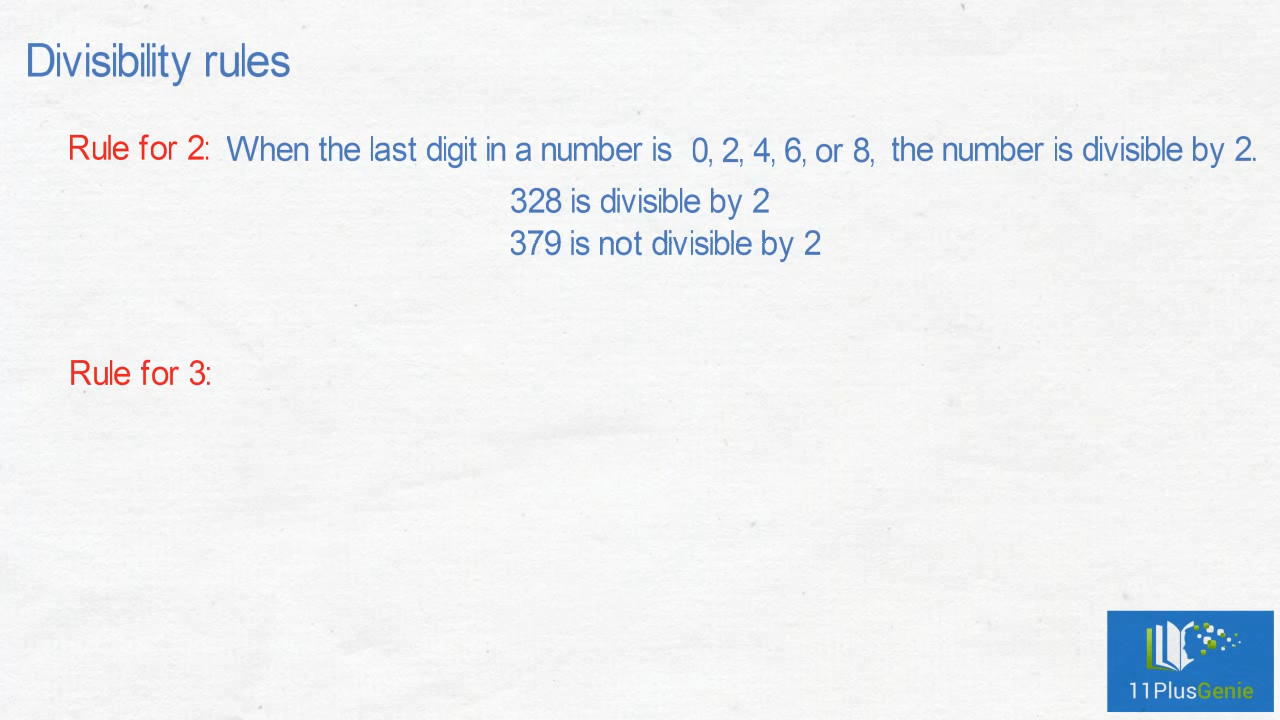 Divisibility rules
Rule for 2: When the last digit in a number is 0, 2, 4, 6, or 8, the number is divisible by 2.
328 is divisible by 2
379 is not divisible by 2
Rule for 3:
11PlusGenie